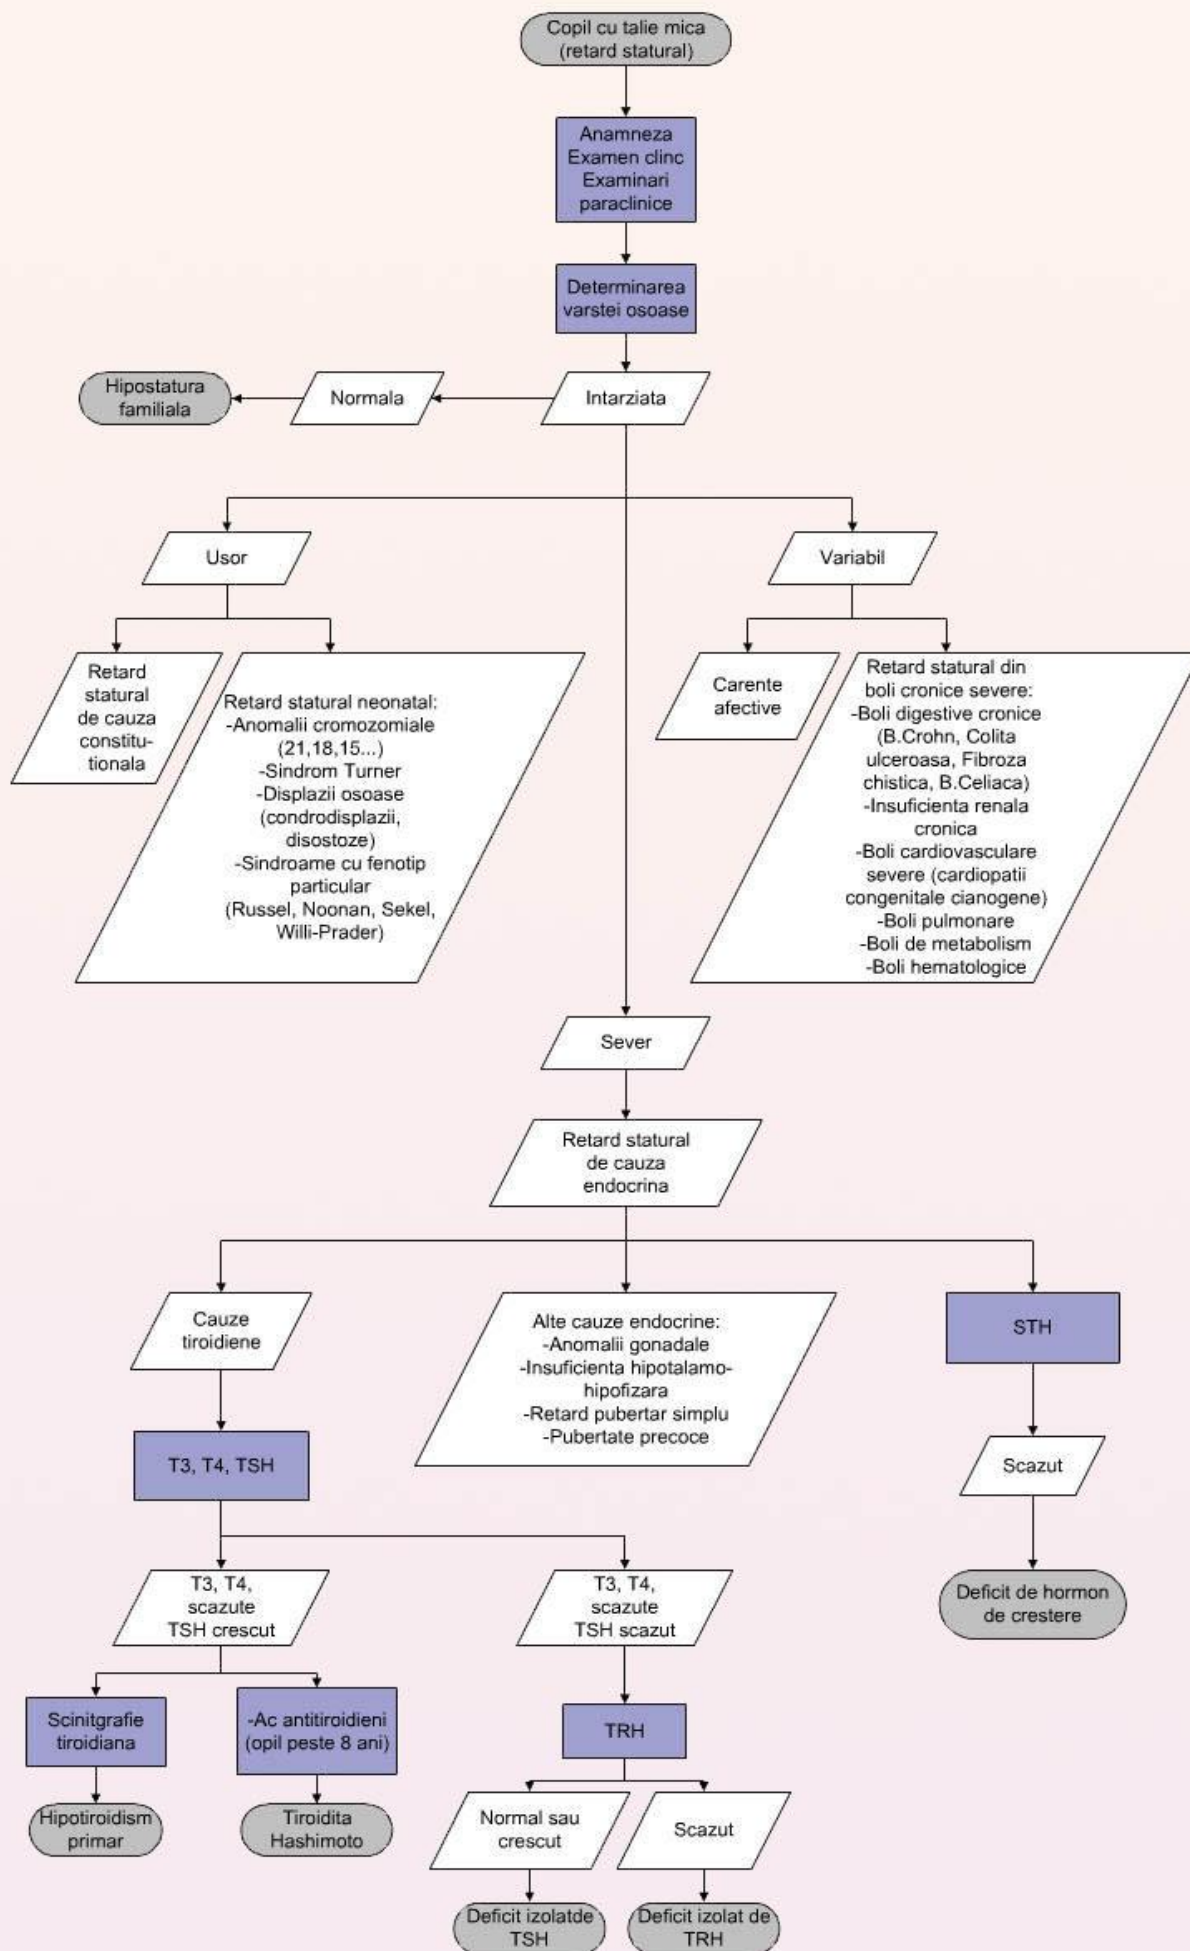 Copil cu talie mica
(retard statural)
Anamneza
Examen clinc
Examinari
paraclinice
Determinarea
varstei osoase
Hipostatura
familiala
Normala
Intarziata
Usor
Variabil
Retard
statural
de cauza
constitu-
tionala
Retard statural neonatal:
-Anomalii cromozomiale
(21,18,15...)
-Sindrom Turner
-Displazii osoase
(condrodisplazii,
disostoze)
-Sindroame cu fenotip
particular
(Russel, Noonan, Sekel,
Willi-Prader)
Carente
afective
Retard statural din
boli cronice severe:
-Boli digestive cronice
(B.Crohn, Colita
ulceroasa, Fibroza
chistica, B.Celiaca)
-Insuficienta renala
cronica
-Boli cardiovasculare
severe (cardiopatii
congenitale cianogene)
-Boli pulmonare
-Boli de metabolism
-Boli hematologice
Sever
Retard statural
de cauza
endocrina
Cauze
tiroidiene
Alte cauze endocrine:
-Anomalii gonadale
-Insuficienta hipotalamo-
hipofizara
-Retard pubertar simplu
-Pubertate precoce
STH
T3, T4, TSH
Scazut
T3, T4,
scazute
TSH crescut
T3, T4,
scazute
TSH scazut
Deficit de hormon
de crestere
Scinitgrafie
tiroidiana
-Ac antitiroidieni
(opil peste 8 ani)
TRH
Hipotiroidism
primar
Tiroidita
Hashimoto
Normal sau
crescut
Scazut
Deficit izolatde
TSH
Deficit izolat de
TRH